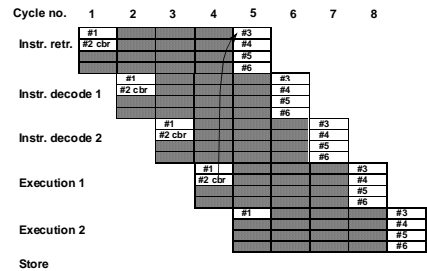 Cycle no. 1 2 3 4 5 6 7 8
#1 #3
Instr. retr. #2 cbr #4
#5
#6
#1 #3
Instr. decode 1 #2 cbr #4
#5
#6
#1 #3
Instr. decode 2 #2 cbr #4
#5
#6
#1 #3
Execution 1 #2 cbr #4
#5
#6
#1 #3
Execution 2 #4
#5
#6
Store